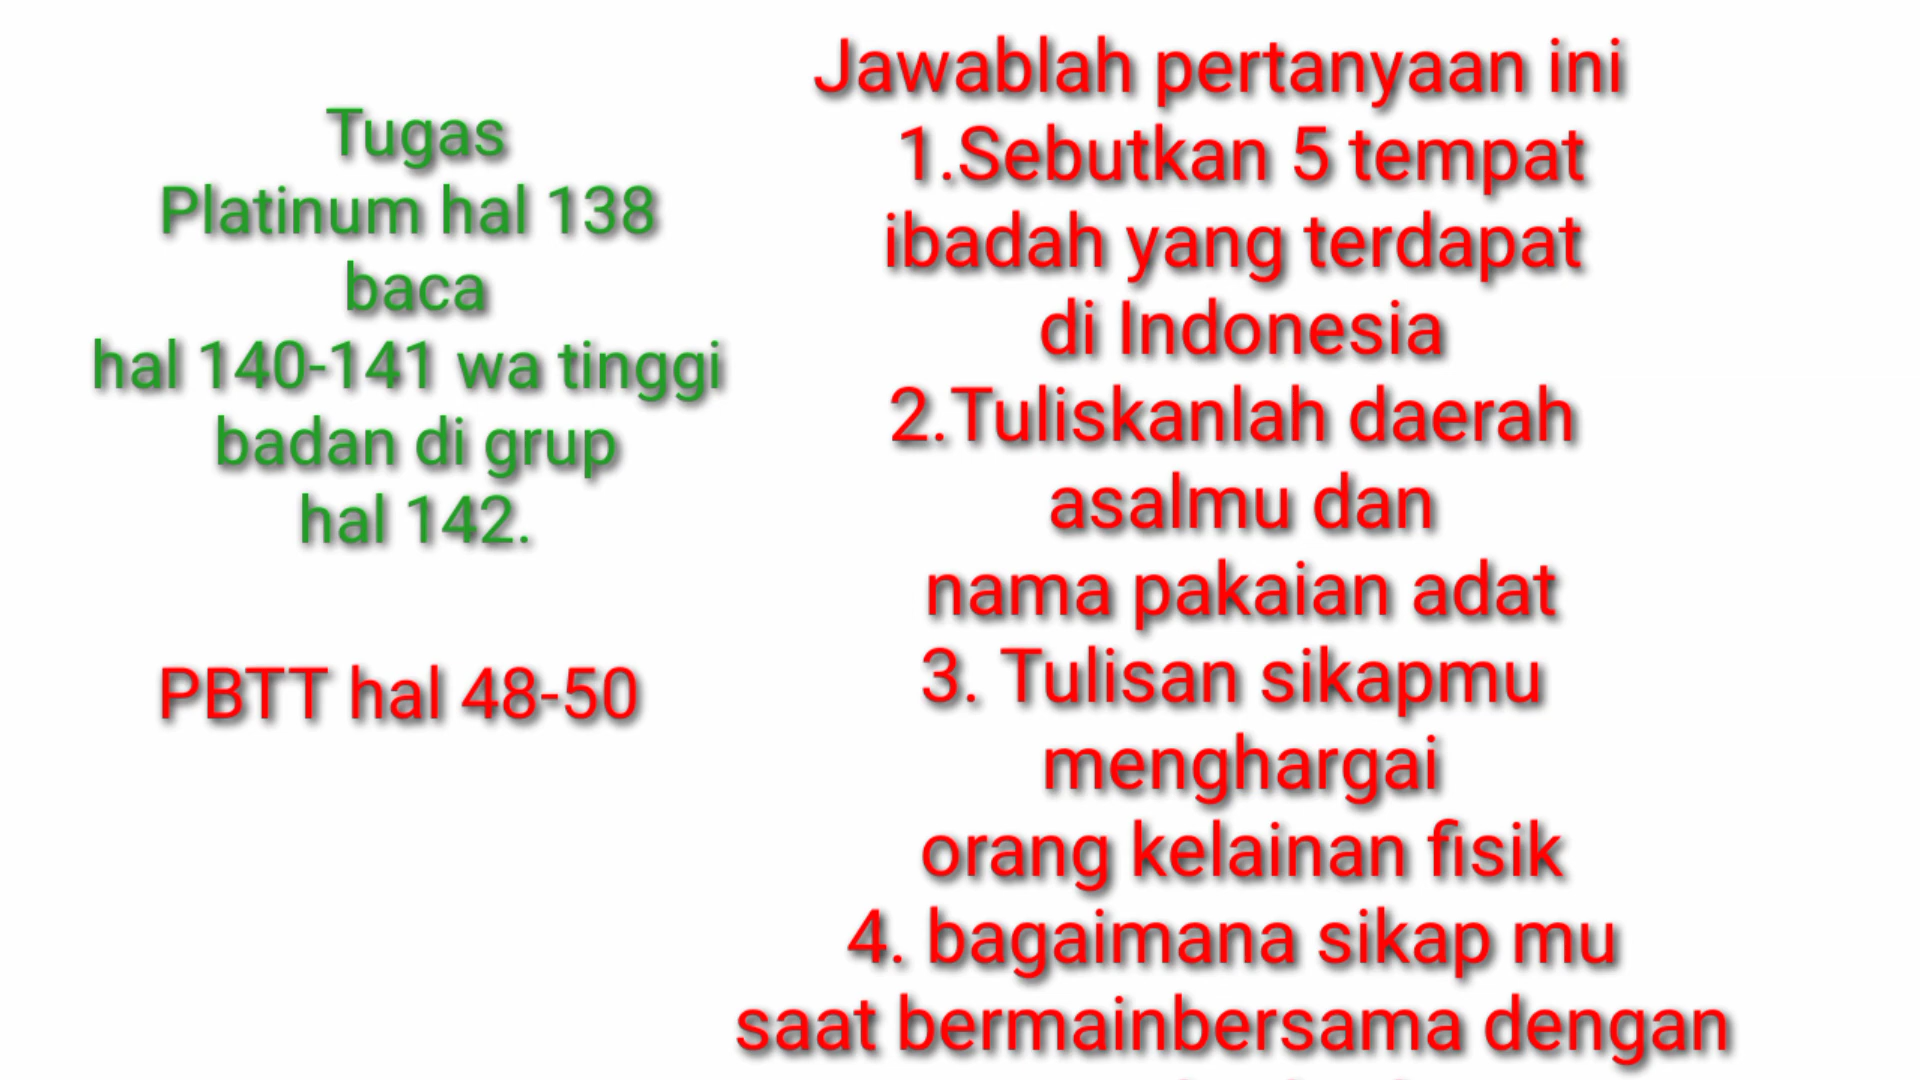 Tugas
Platinum hal 138
baca
hal 140-141 wa tinggi
badan di grup
hal 142.
PBTT hal 48-50
Jawablah pertanyaan ini
1.Sebutkan 5 tempat
ibadah yang terdapat
di Indonesia
2.Tuliskanlah daerah
asalmu dan
nama pakaian adat
3. Tulisan sikapmu
menghargai
orang kelainan fisik
4. bagaimana sikap mu
saat bermainbersama dengan